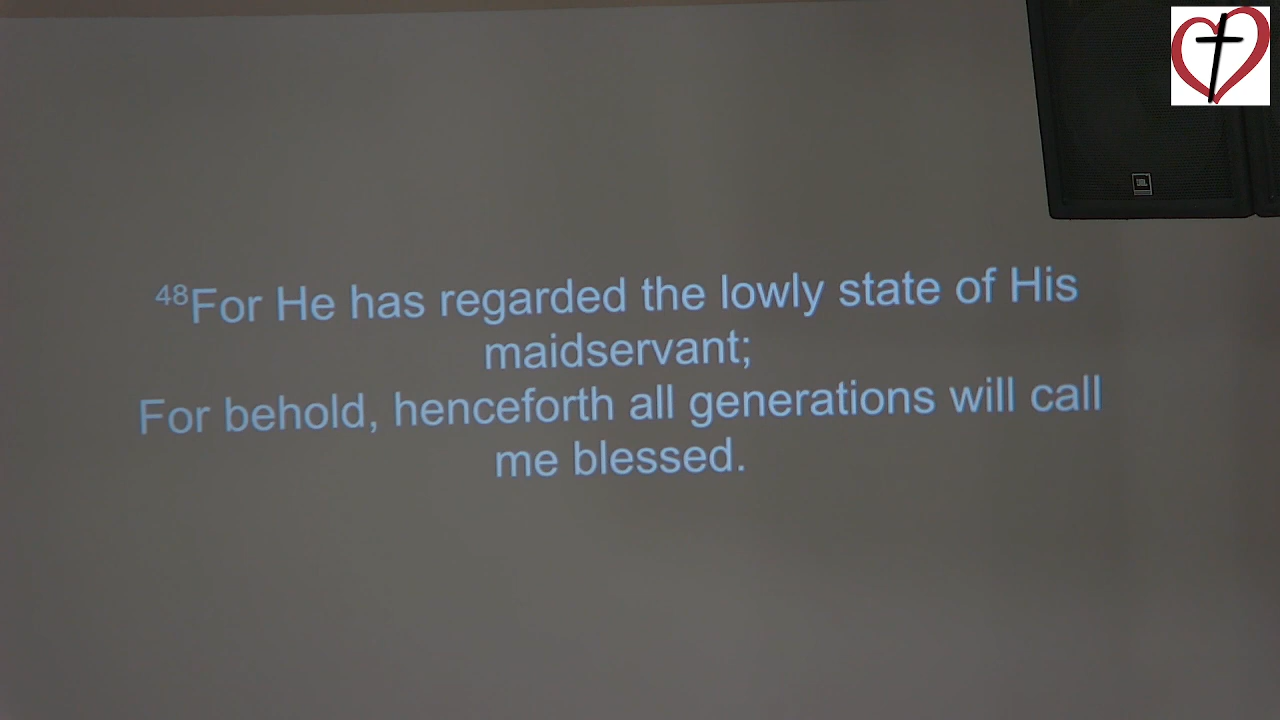 48For He has regarded the lowly state of His
maidservant;
For behold, henceforth all generations will call
me blessed.
JBL